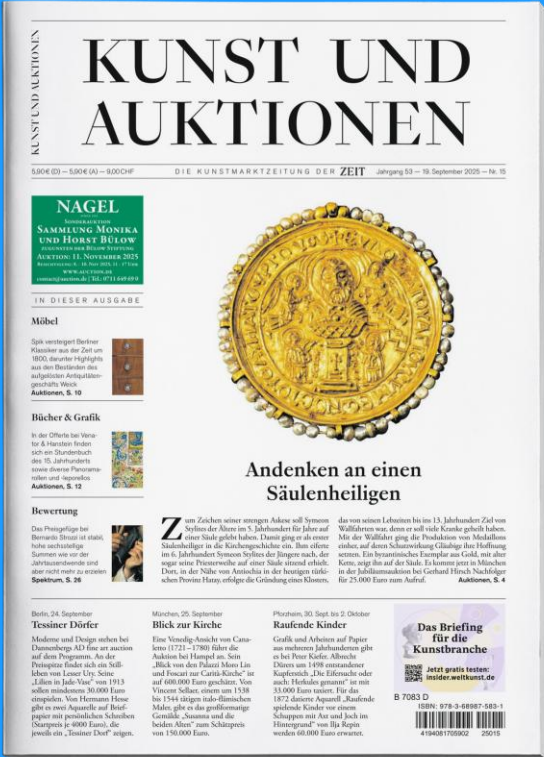 KUNST UND AUKTIONEN
KUNST UND
AUKTIONEN
5,90 € (D) — 5,90 € (A) — 9,00 CHF
DIE KUNSTMARKTZEITUNG DER ZEIT
Jahrgang 53 — 19. September 2025 — Nr. 15
NAGEL
SONDERAUKTION
SAMMLUNG MONIKA
UND HORST BÜLOW
ZUGUNSTEN DER BÜLOW STIFTUNG
AUKTION: 11. NOVEMBER 2025
WWW.AUCTION.DE
contact@auction.de | Tel.: 0711 649 69 0
IN DIESER AUSGABE
Möbel
Spik versteigert Berliner
Klassiker aus der Zeit um
1800, darunter Highlights
aus den Beständen des
aufgelösten Antiquitäten-
geschäfts Weick
Auktionen, S. 10
Bücher & Grafik
In der Offerte bei Vena-
tor & Hanstein finden
sich ein Stundenbuch
des 15. Jahrhunderts
sowie diverse Panorama-
rollen und -leporellos
Auktionen, S. 12
Bewertung
Das Preisgefüge bei
Bernardo Strozzi ist stabil,
hohe sechsstellige
Summen wie vor der
Jahrtausendwende sind
aber nicht mehr zu erzielen
Spektrum, S. 26
Andenken an einen
Säulenheiligen
Zum Zeichen seiner strengen Askese soll Symeon
Stylites der Ältere im 5. Jahrhundert für Jahre auf
einer Säule gelebt haben. Damit ging er als erster
Säulenheiliger in die Kirchengeschichte ein. Ihm eiferte
im 6. Jahrhundert Symeon Stylites der Jüngere nach, der
sogar seine Priesterweihe auf einer Säule sitzend erhielt.
Dort, in der Nähe von Antiochia in der heutigen türki-
schen Provinz Hatay, erfolgte die Gründung eines Klosters,
das von seinen Lebzeiten bis ins 13. Jahrhundert Ziel von
Wallfahrten war, denn er soll viele Kranke geheilt haben.
Mit der Wallfahrt ging die Produktion von Medaillons
einher, auf deren Schutzwirkung Gläubige ihre Hoffnung
setzten. Ein byzantinisches Exemplar aus Gold, mit alter
Kette, zeigt ihn auf der Säule. Es kommt jetzt in München
in der Jubiläumsauktion bei Gerhard Hirsch Nachfolger
für 25.000 Euro zum Aufruf. Auktionen, S. 4
Berlin, 24. September
Tessiner Dörfer
Moderne und Design stehen bei
Dannenberg AD fine art auction
auf dem Programm. An der
Preisspitze findet sich ein Still-
leben von Lesser Ury. Seine
„Lilien in Jade-Vase" von 1913
sollen mindestens 30.000 Euro
einspielen. Von Hermann Hesse
gibt es zwei Aquarelle auf Brief-
papier mit persönlichen Schreiben
(Startpreis je 4000 Euro), die
jeweils ein „Tessiner Dorf" zeigen.
München, 25. September
Blick zur Kirche
Eine Venedig-Ansicht von Cana-
letto (1721 – 1780) führt die
Auktion bei Hampel an. Sein
„Blick von den Palazzi Moro Lin
und Foscari zur Carità-Kirche" ist
auf 600.000 Euro geschätzt. Von
Vincent Sellaer, einem um 1538
bis 1544 tätigen italo-flämischen
Maler, gibt es das großformatige
Gemälde „Susanna und die
beiden Alten" zum Schätzpreis
von 150.000 Euro.
Pforzheim, 30. Sept. bis 2. Oktober
Raufende Kinder
Grafik und Arbeiten auf Papier
aus mehreren Jahrhunderten gibt
es bei Peter Kiefer. Albrecht
Dürers um 1498 entstandener
Kupferstich „Die Eifersucht oder
auch: Herkules genannt" ist mit
33.000 Euro taxiert. Für das
1872 datierte Aquarell „Raufende
spielende Kinder vor einem
Schuppen mit Axt und Joch im
Hintergrund" von Ilja Repin
werden 60.000 Euro erwartet.
Das Briefing
für die
Kunstbranche
Jetzt gratis testen:
insider.weltkunst.de
B 7083 D
ISBN: 978-3-68987-583-1
4194081705902 25015